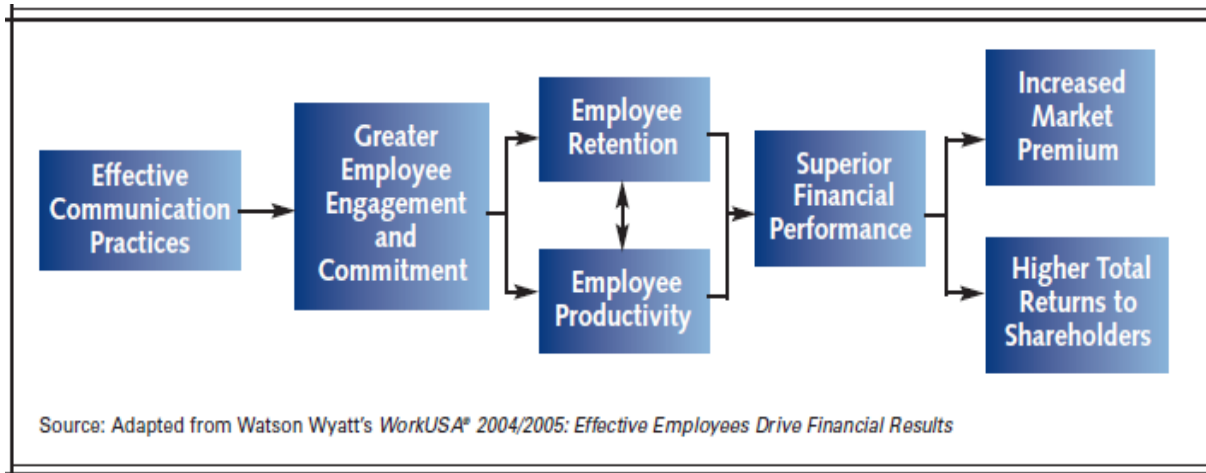 Effective
Communication
Practices
Greater
Employee
Engagement
and
Commitment
Employee
Retention
Employee
Productivity
Superior
Financial
Performance
Increased
Market
Premium
Higher Total
Returns to
Shareholders
Source: Adapted from Watson Wyatt's WorkUSA® 2004/2005: Effective Employees Drive Financial Results